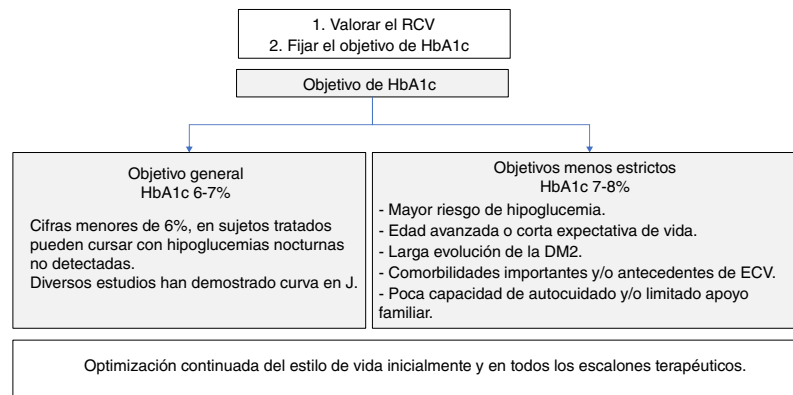 1. Valorar el RCV
2. Fijar el objetivo de HbA1c
Objetivo de HbA1c
Objetivo general
HbA1c 6-7%
Cifras menores de 6%, en sujetos tratados
pueden cursar con hipoglucemias nocturnas
no detectadas.
Diversos estudios han demostrado curva en J.
Objetivos menos estrictos
HbA1c 7-8%
- Mayor riesgo de hipoglucemia.
- Edad avanzada o corta expectativa de vida.
- Larga evolución de la DM2.
- Comorbilidades importantes y/o antecedentes de ECV.
- Poca capacidad de autocuidado y/o limitado apoyo
familiar.
Optimización continuada del estilo de vida inicialmente y en todos los escalones terapéuticos.